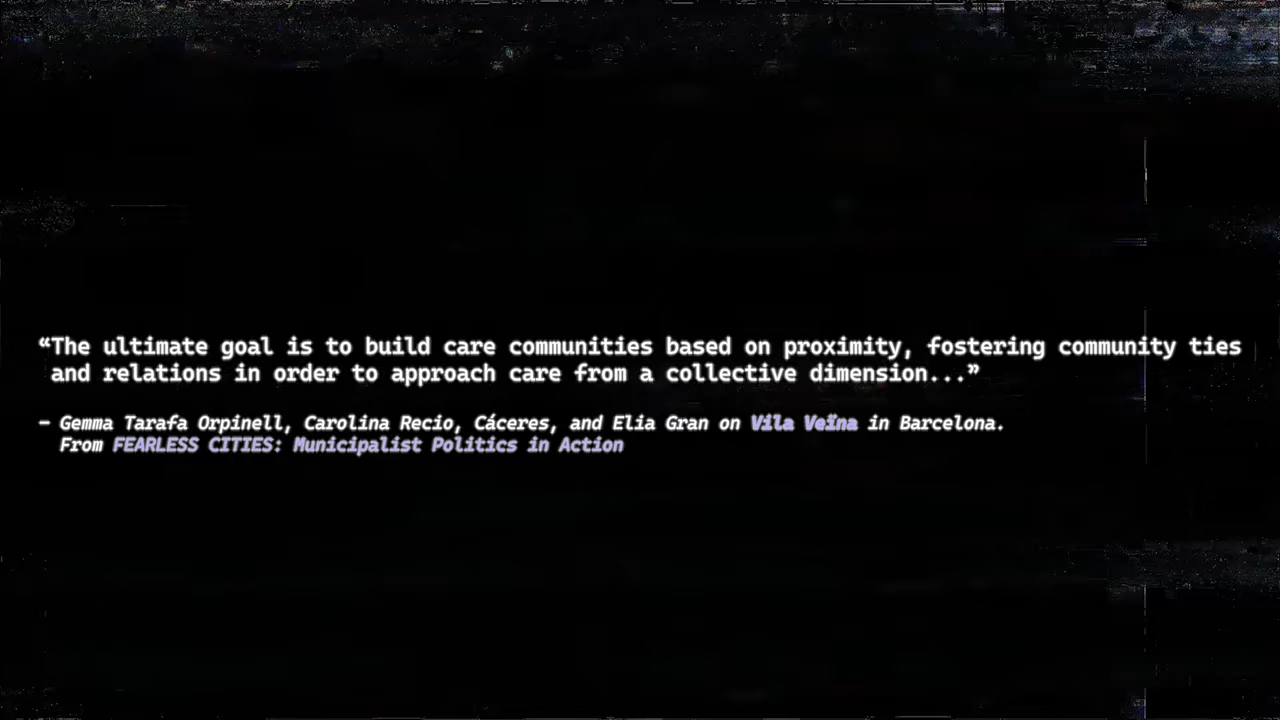 “The ultimate goal is to build care communities based on proximity, fostering community ties
and relations in order to approach care from a collective dimension...”
— Gemma Tarafa Orpinell, Carolina Recio, Cáceres, and Elia Gran on Vila Veïna in Barcelona.
From FEARLESS CITIES: Municipalist Politics in Action